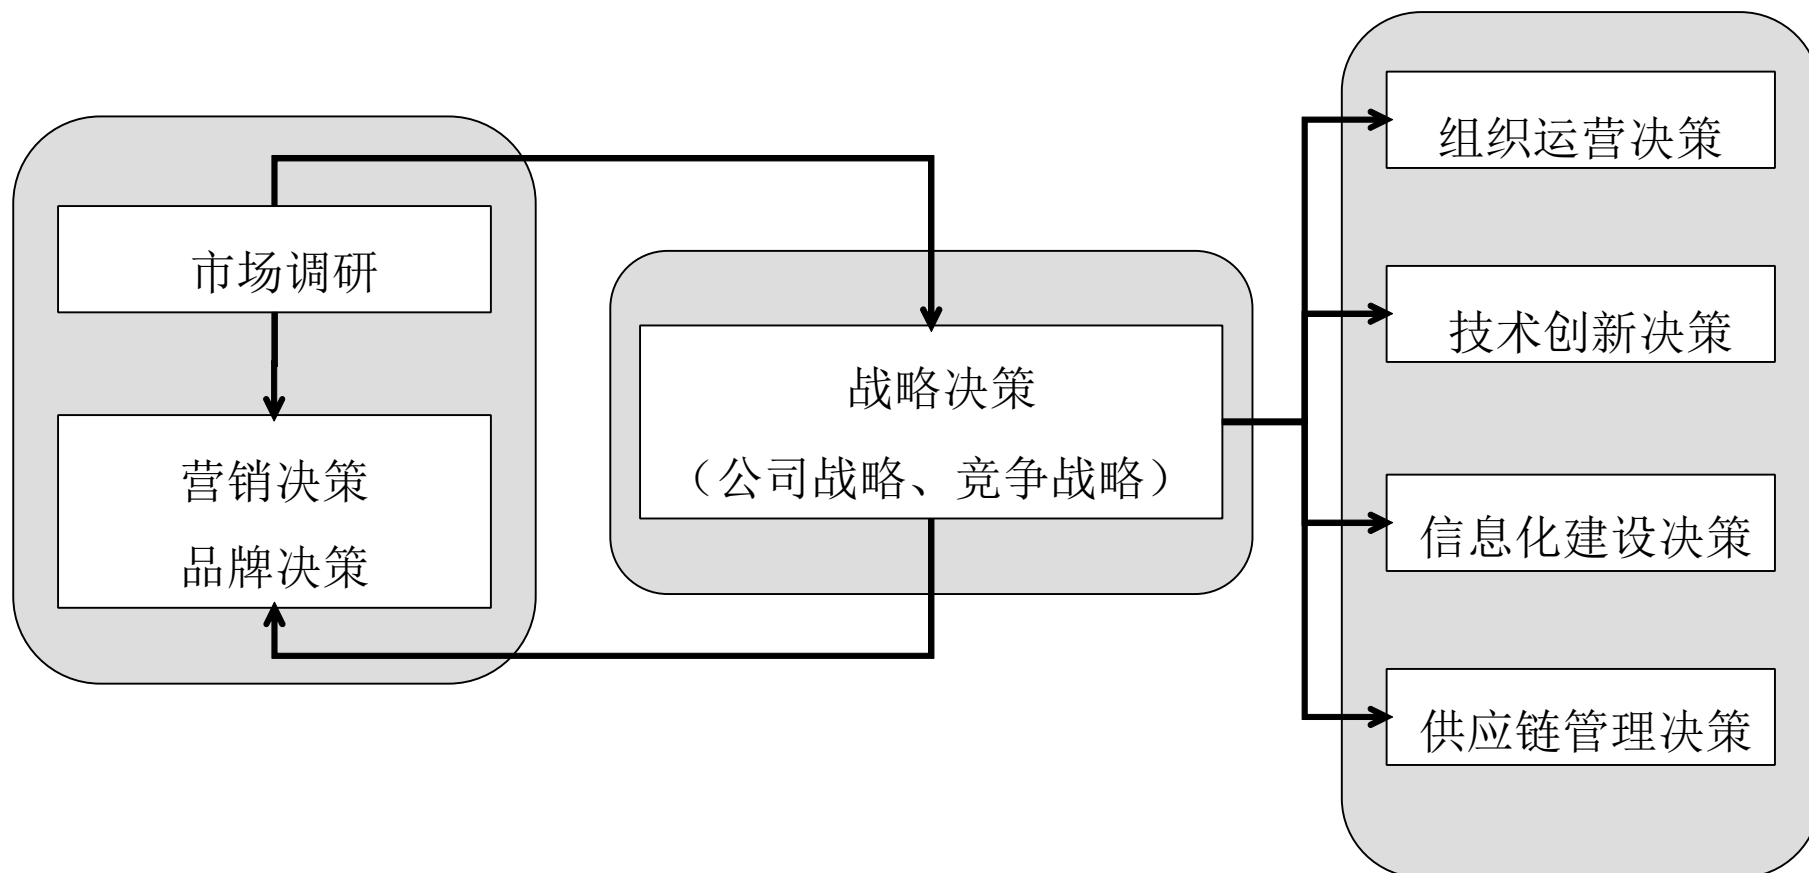 市场调研
营销决策
品牌决策
战略决策
（公司战略、竞争战略）
组织运营决策
技术创新决策
信息化建设决策
供应链管理决策